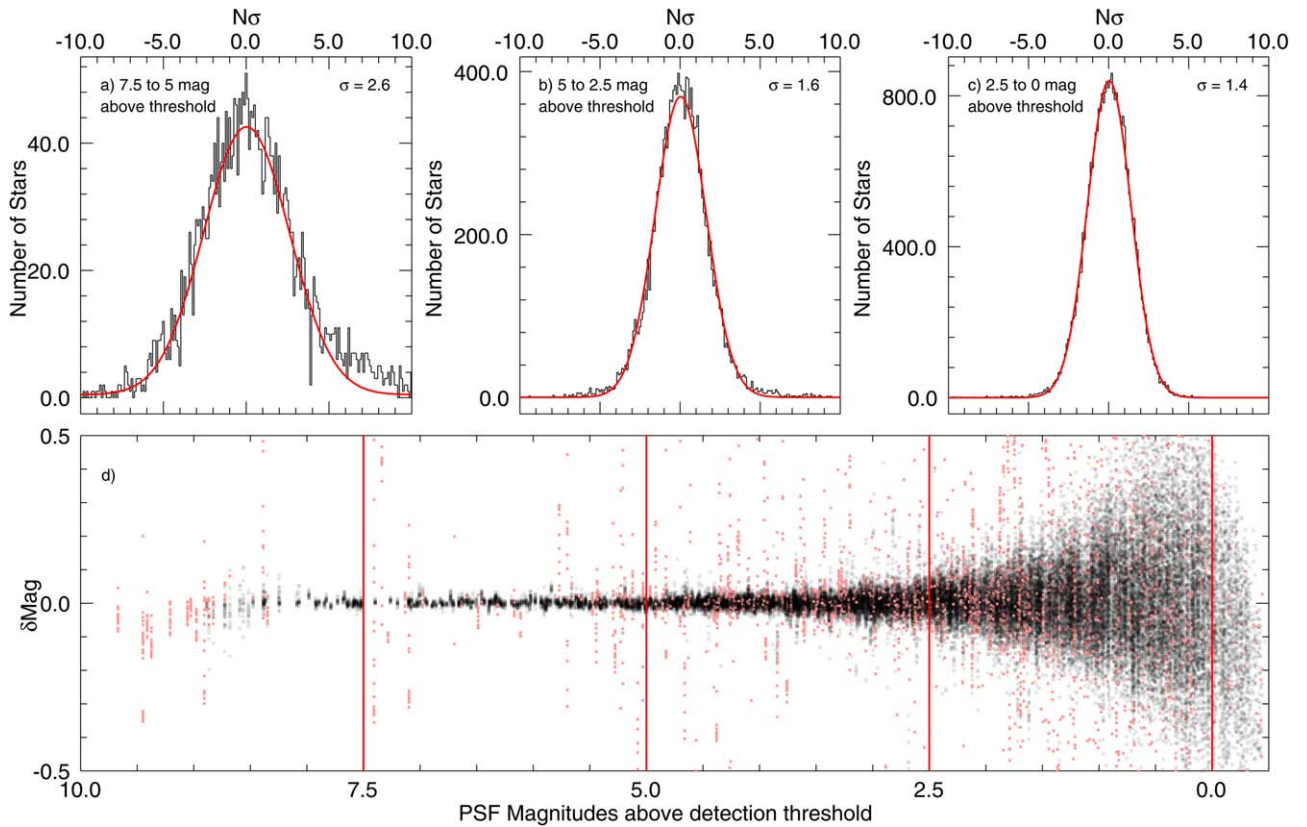 Nσ
-10.0 -5.0 0.0 5.0 10.0
a) 7.5 to 5 mag
above threshold
σ = 2.6
Number of Stars
40.0
20.0
0.0
Nσ
-10.0 -5.0 0.0 5.0 10.0
b) 5 to 2.5 mag
above threshold
σ = 1.6
Number of Stars
400.0
200.0
0.0
Nσ
-10.0 -5.0 0.0 5.0 10.0
c) 2.5 to 0 mag
above threshold
σ = 1.4
Number of Stars
800.0
400.0
0.0
d)
δMag
0.5
0.0
-0.5
10.0 7.5 5.0 2.5 0.0
PSF Magnitudes above detection threshold